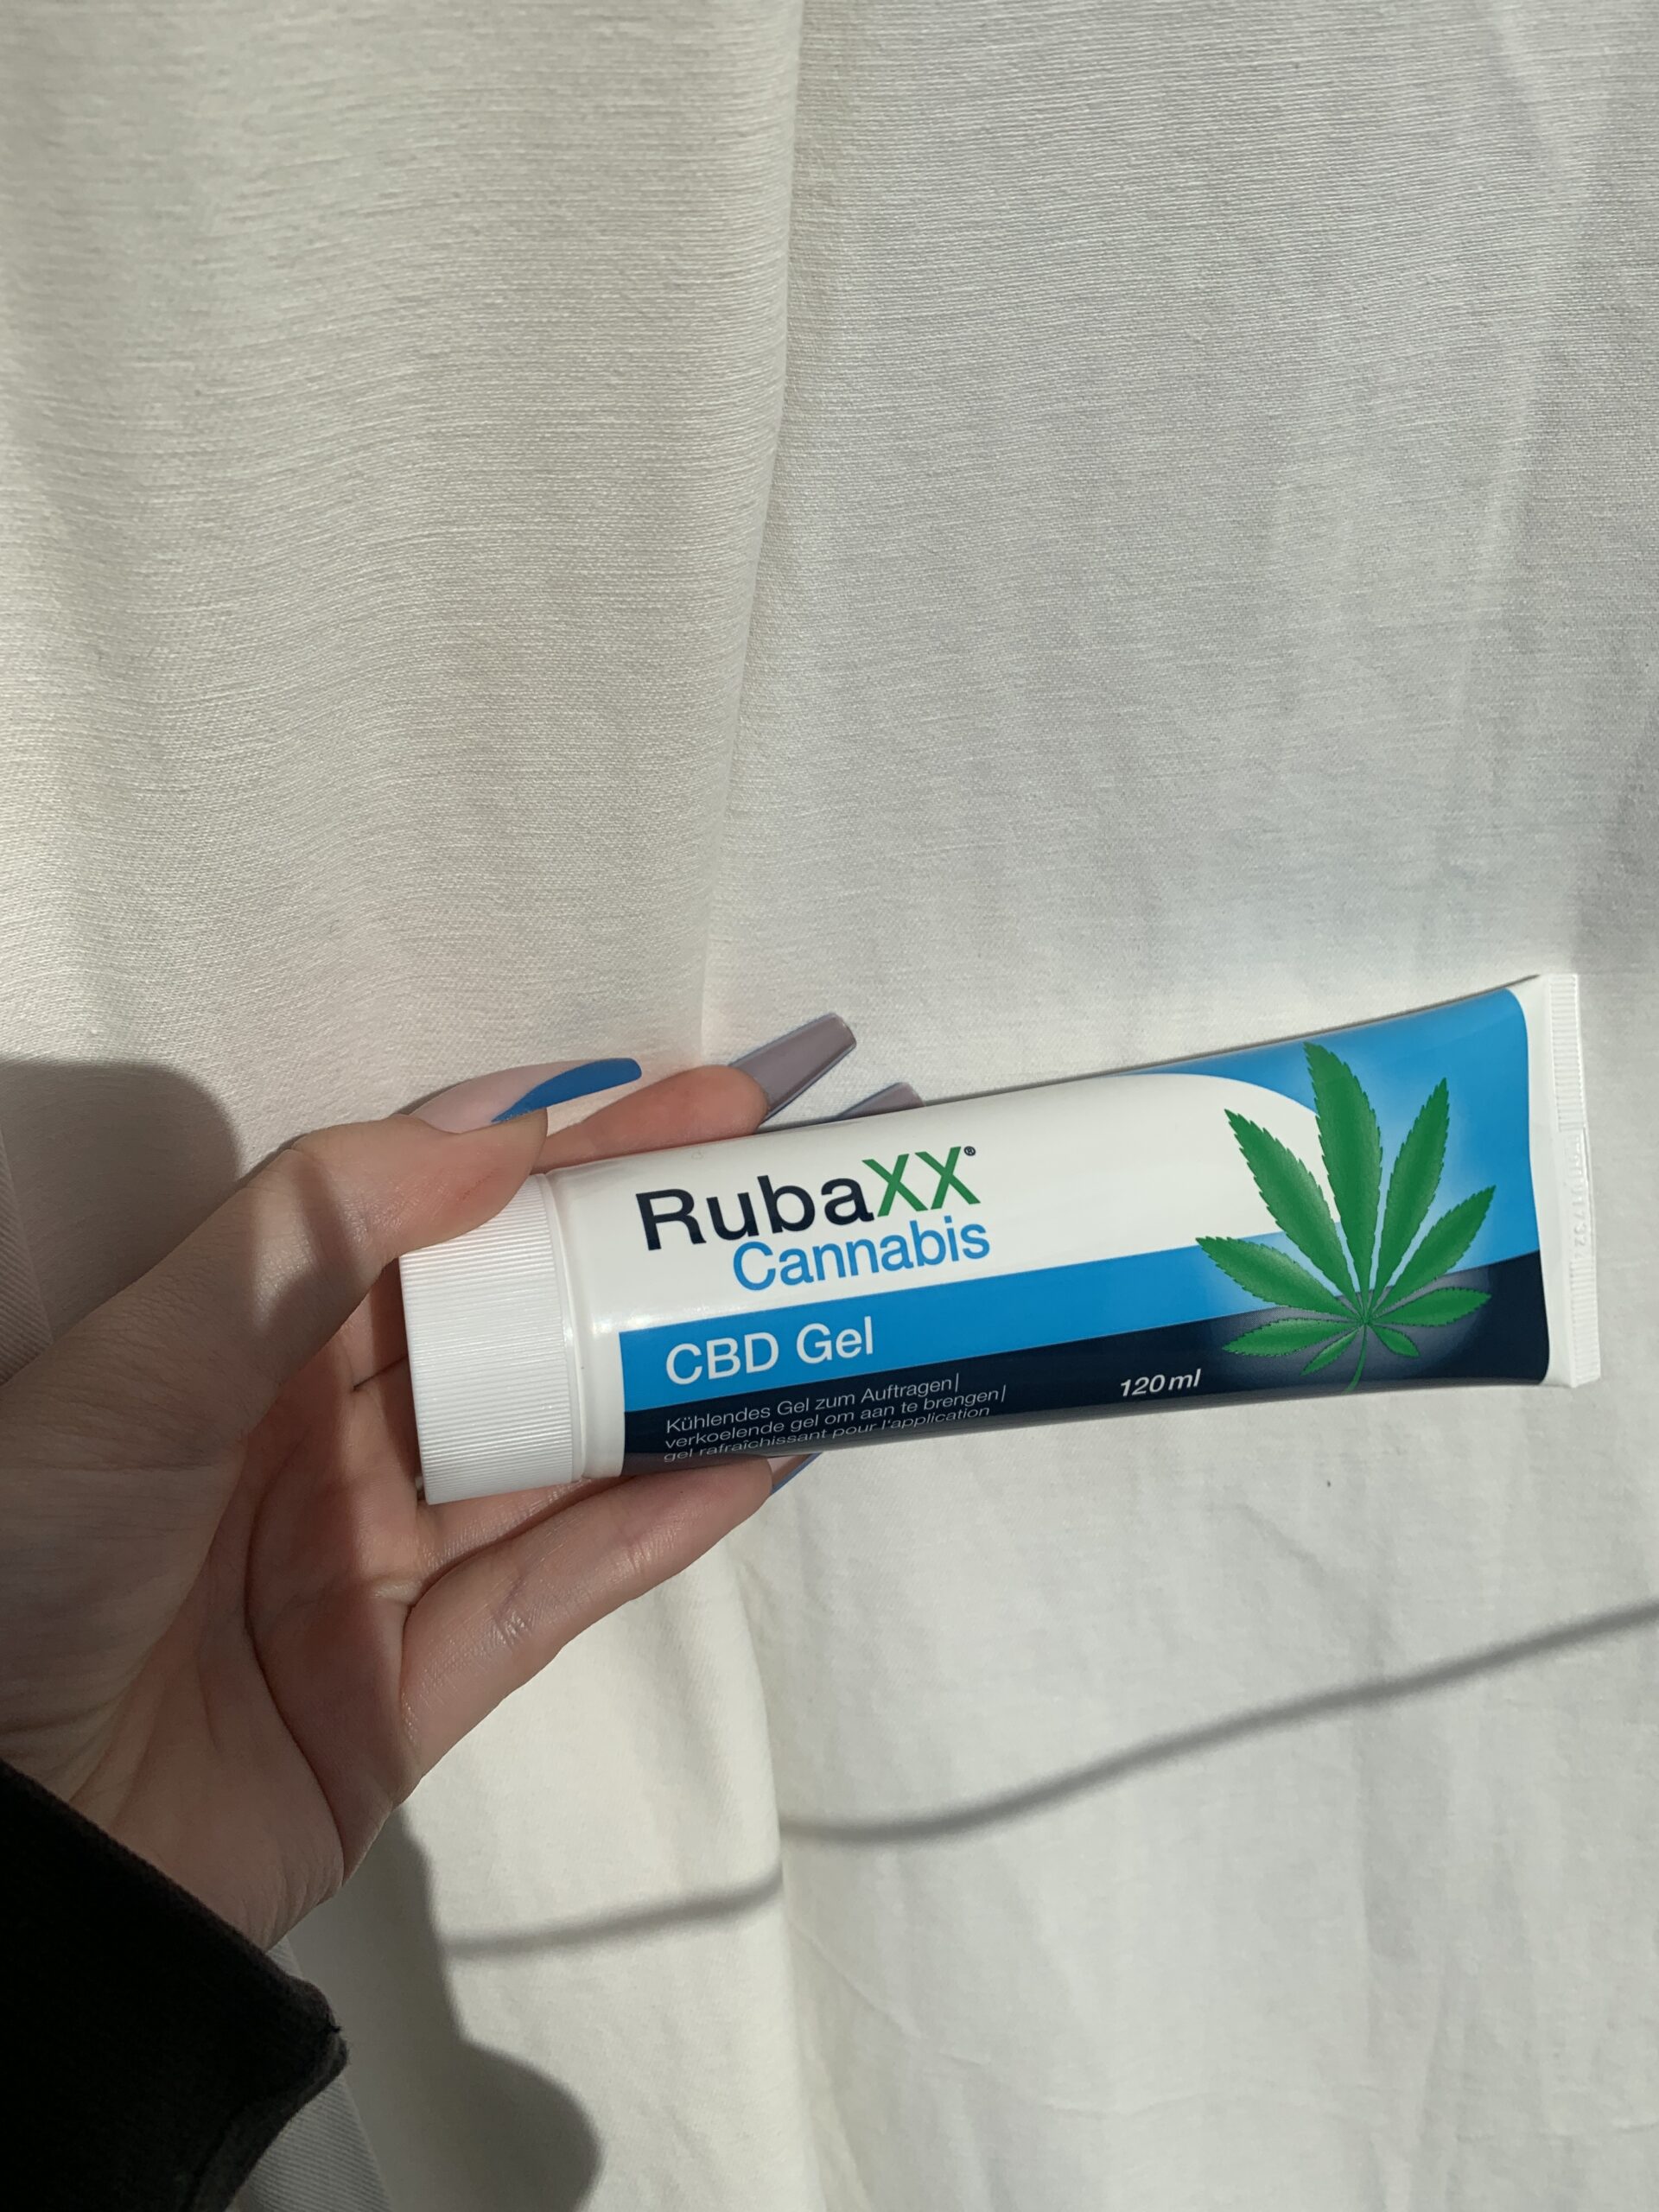 RubaXX®
Cannabis
CBD Gel
Kühlendes Gel zum Auftragen|
verkoelende gel om aan te brengen|
gel rafraîchissant pour l'application
120 ml